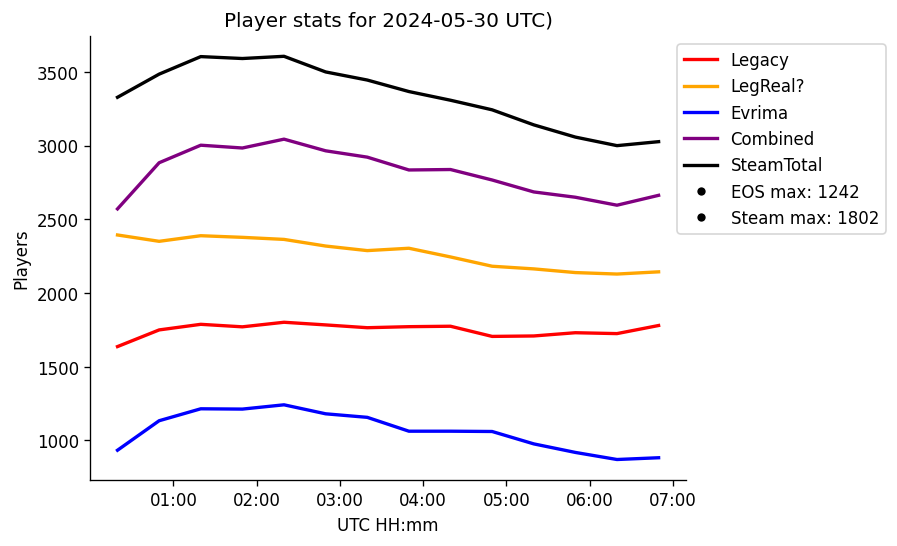 Player stats for 2024-05-30 UTC)
Legacy
LegReal?
Evrima
Combined
SteamTotal
EOS max: 1242
Steam max: 1802
Players
3500
3000
2500
2000
1500
1000
01:00
02:00
03:00
04:00
05:00
06:00
07:00
UTC HH:mm